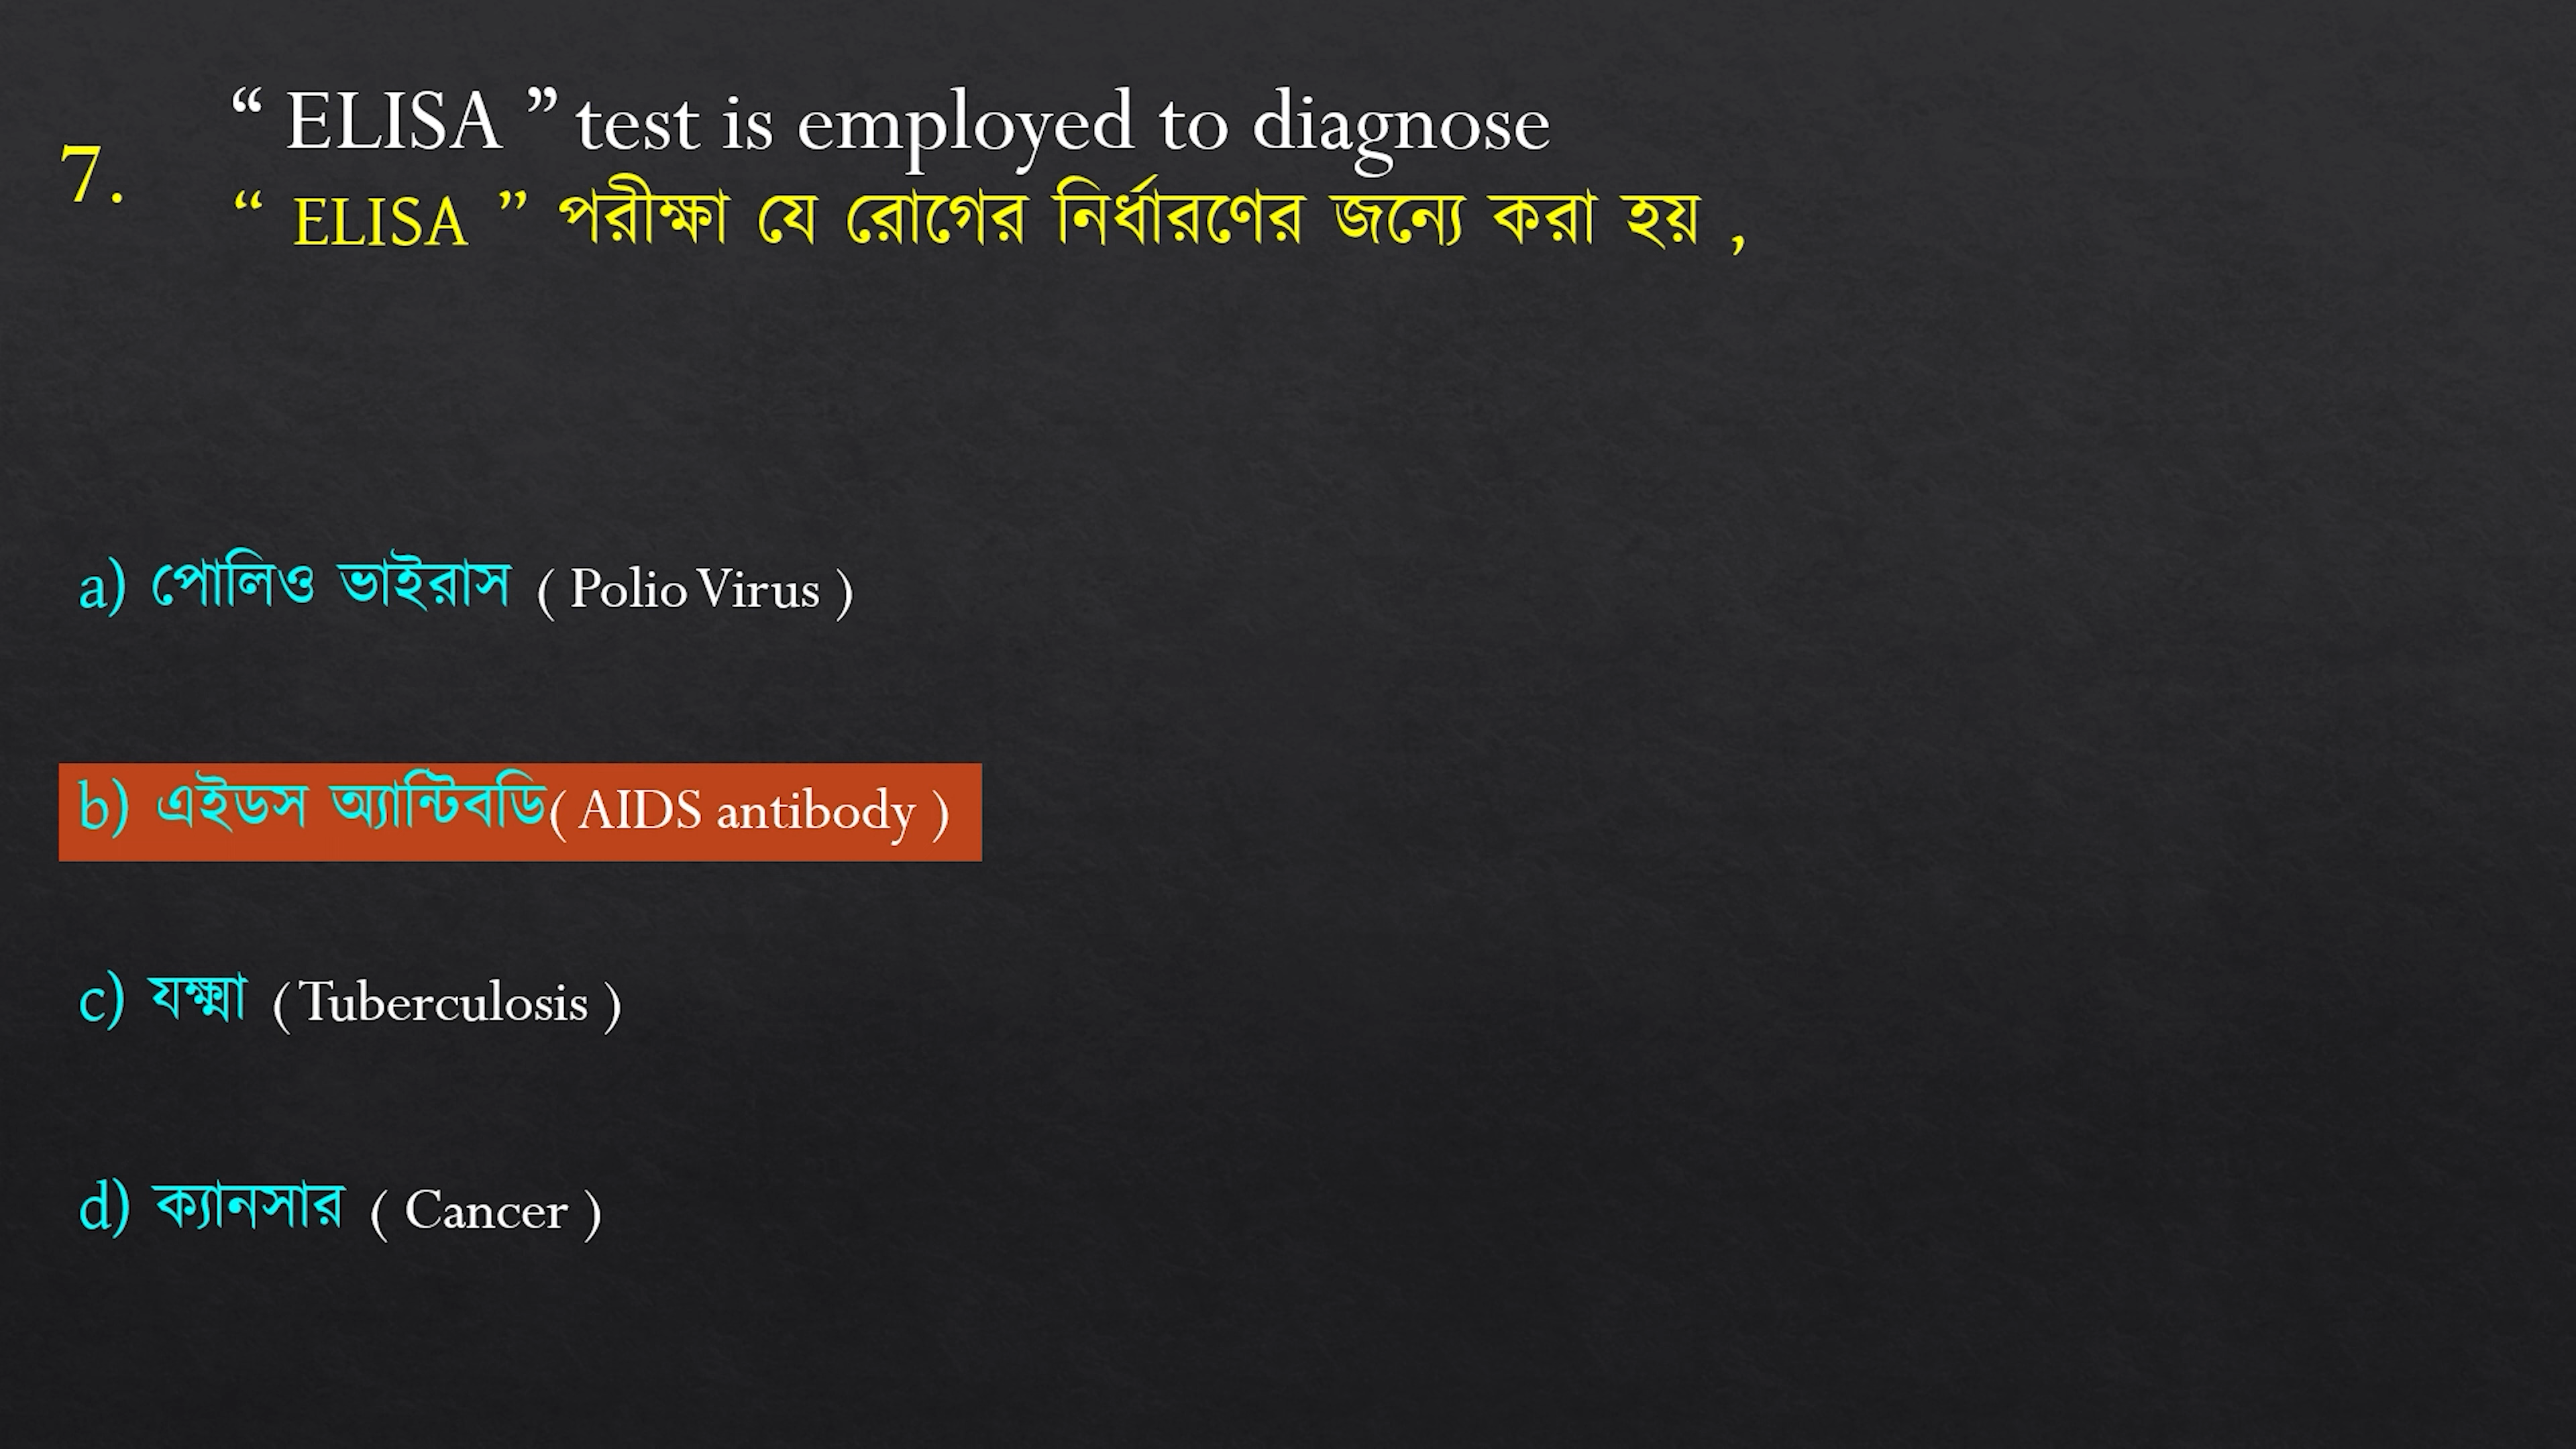 7.
“ ELISA ” test is employed to diagnose
“ ELISA ” পরীক্ষা যে রোগের নির্ধারণের জন্যে করা হয় ,
a) পোলিও ভাইরাস ( Polio Virus )
b) এইডস অ্যান্টিবডি( AIDS antibody )
c) যক্ষ্মা ( Tuberculosis )
d) ক্যানসার ( Cancer )